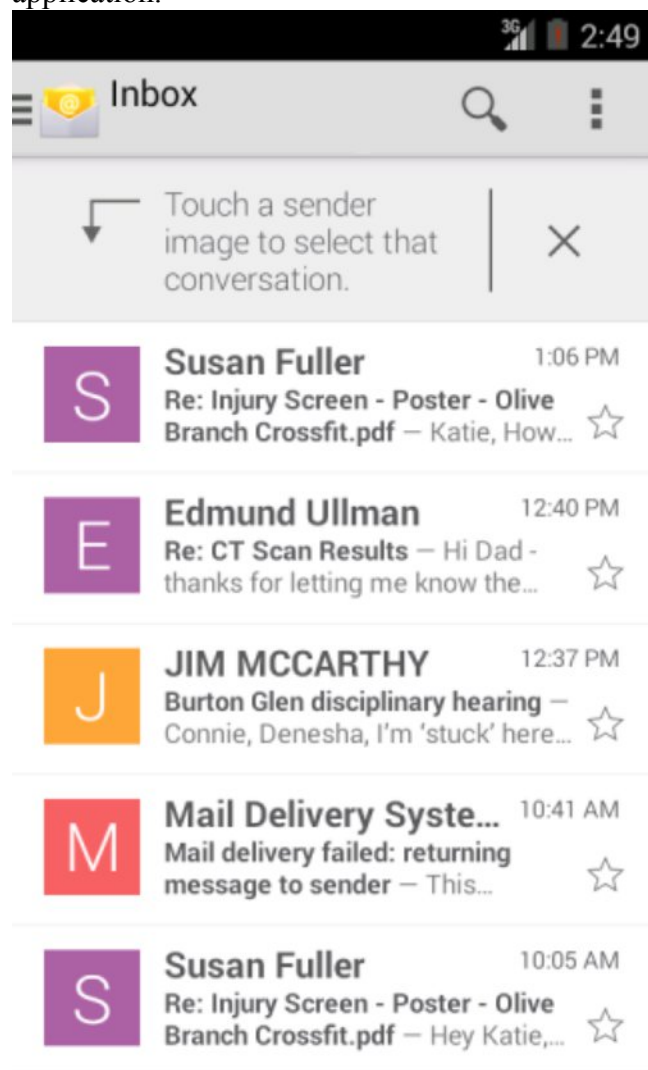 application.
3G 2:49
Inbox
Touch a sender
image to select that
conversation.
S
Susan Fuller 1:06 PM
Re: Injury Screen - Poster - Olive
Branch Crossfit.pdf — Katie, How...
E
Edmund Ullman 12:40 PM
Re: CT Scan Results — Hi Dad -
thanks for letting me know the...
J
JIM MCCARTHY 12:37 PM
Burton Glen disciplinary hearing —
Connie, Denesha, I'm ‘stuck’ here...
M
Mail Delivery Syste... 10:41 AM
Mail delivery failed: returning
message to sender — This...
S
Susan Fuller 10:05 AM
Re: Injury Screen - Poster - Olive
Branch Crossfit.pdf — Hey Katie,...